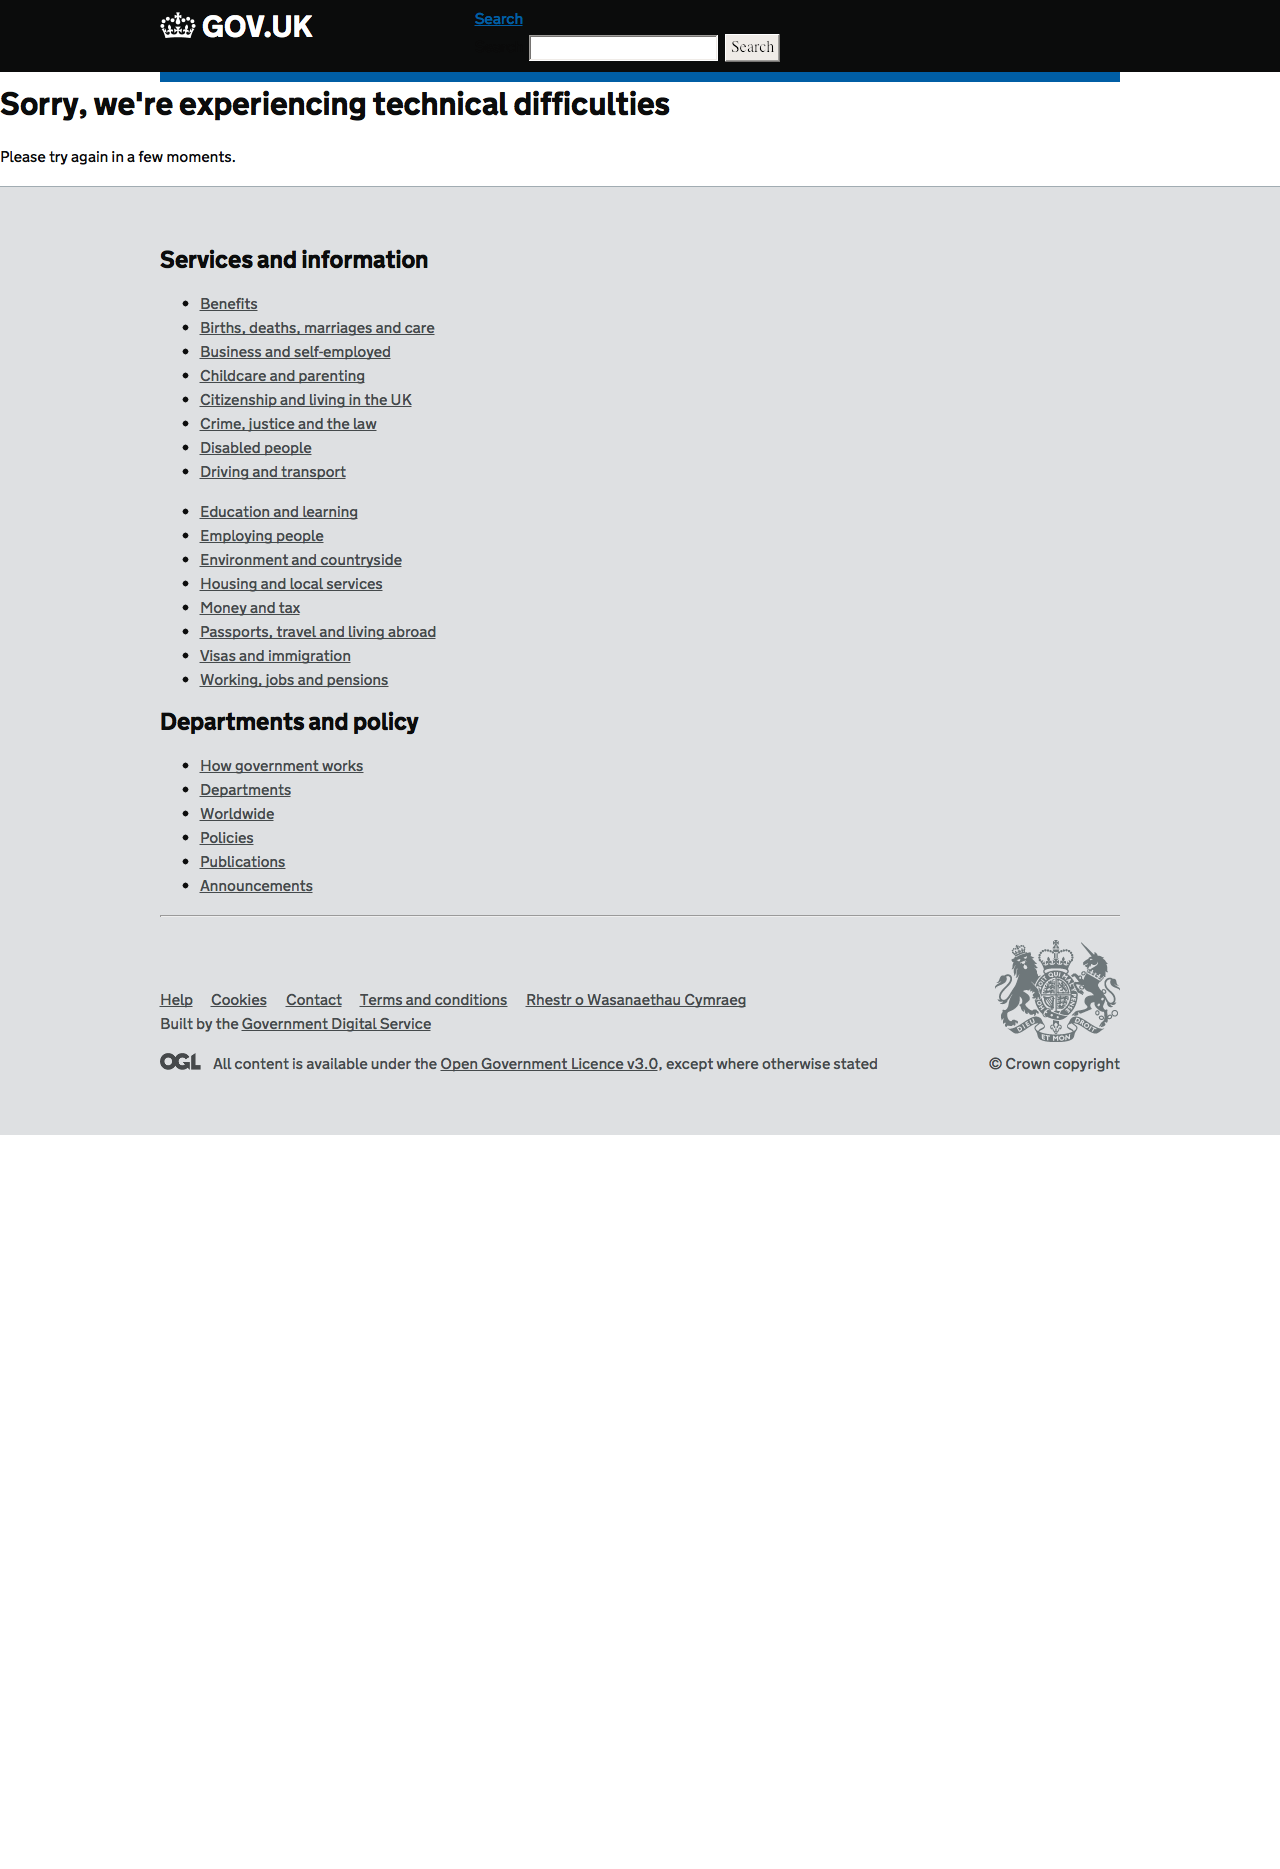 GOV.UK
Search
Search
Sorry, we're experiencing technical difficulties
Please try again in a few moments.
Services and information
Benefits
Births, deaths, marriages and care
Business and self-employed
Childcare and parenting
Citizenship and living in the UK
Crime, justice and the law
Disabled people
Driving and transport
Education and learning
Employing people
Environment and countryside
Housing and local services
Money and tax
Passports, travel and living abroad
Visas and immigration
Working, jobs and pensions
Departments and policy
How government works
Departments
Worldwide
Policies
Publications
Announcements
Help Cookies Contact Terms and conditions Rhestr o Wasanaethau Cymraeg
Built by the Government Digital Service
DIEU ET MON DROIT
OGL All content is available under the Open Government Licence v3.0, except where otherwise stated
© Crown copyright